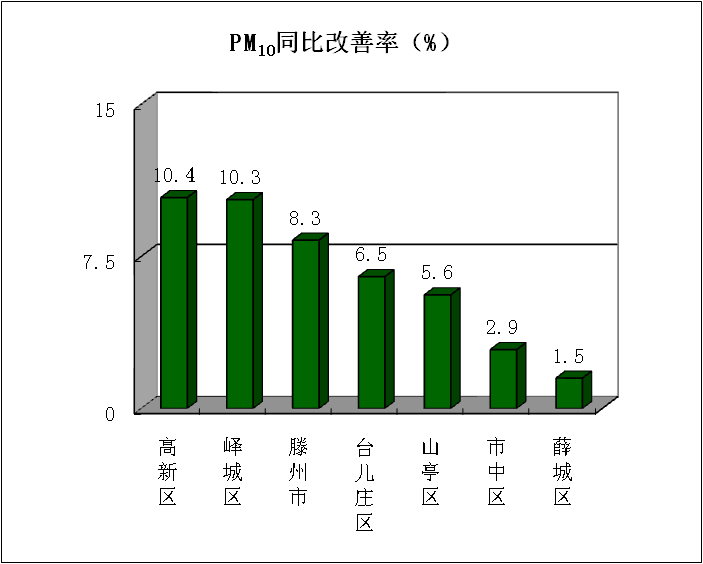 PM10同比改善率（%）
15
7.5
0
10.4
10.3
8.3
6.5
5.6
2.9
1.5
高新区
峄城区
滕州市
台儿庄区
山亭区
市中区
薛城区